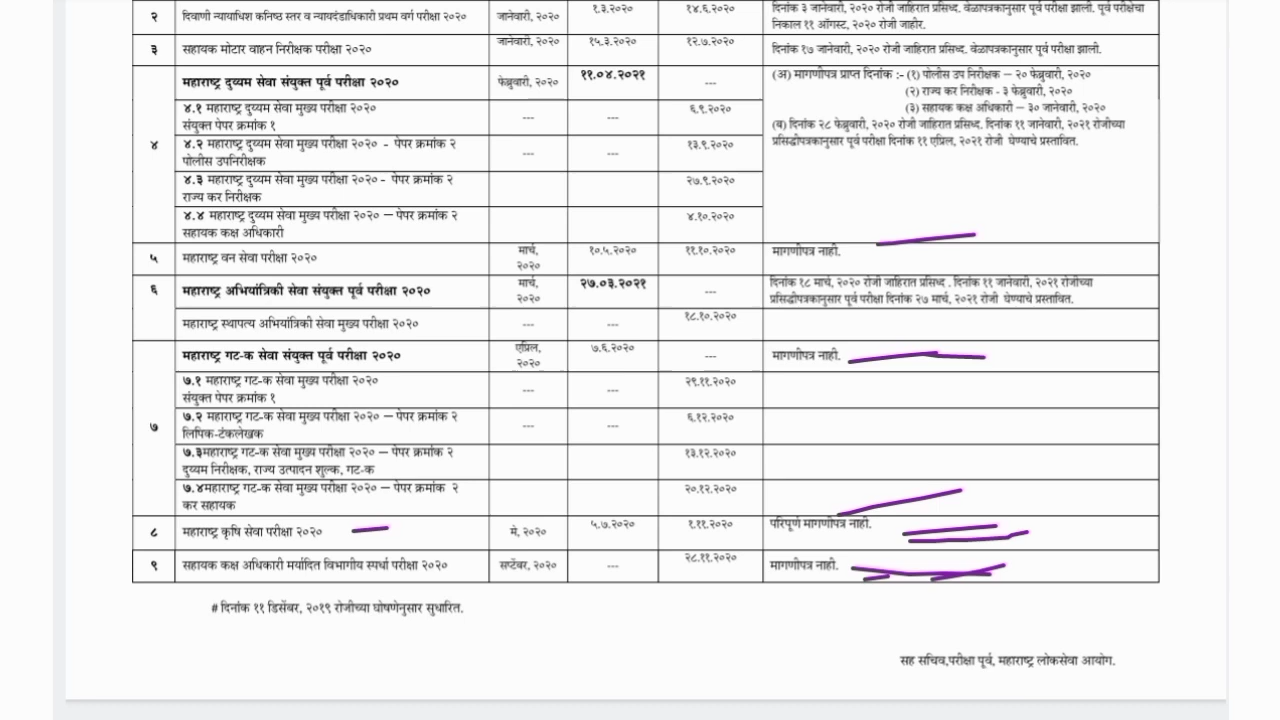 २ दिवाणी न्यायाधिश कनिष्ठ स्तर व न्यायदंडाधिकारी प्रथम वर्ग परीक्षा २०२० जानेवारी, २०२० १.३.२०२० १४.६.२०२० दिनांक ३ जानेवारी, २०२० रोजी जाहिरात प्रसिध्द. वेळापत्रकानुसार पूर्व परीक्षा झाली. पूर्व परीक्षेचा
निकाल ११ ऑगस्ट, २०२० रोजी जाहीर.
३ सहायक मोटार वाहन निरीक्षक परीक्षा २०२० जानेवारी, २०२० १५.३.२०२० १२.७.२०२० दिनांक १७ जानेवारी, २०२० रोजी जाहिरात प्रसिध्द. वेळापत्रकानुसार पूर्व परीक्षा झाली.
४
महाराष्ट्र दुय्यम सेवा संयुक्त पूर्व परीक्षा २०२० फेब्रुवारी, २०२० ११.०४.२०२१ ---
(अ) मागणीपत्र प्राप्त दिनांक :- (१) पोलीस उप निरीक्षक – २० फेब्रुवारी, २०२०
(२) राज्य कर निरीक्षक - ३ फेब्रुवारी, २०२०
(३) सहायक कक्ष अधिकारी – ३० जानेवारी, २०२०
(ब) दिनांक २८ फेब्रुवारी, २०२० रोजी जाहिरात प्रसिध्द. दिनांक ११ जानेवारी, २०२१ रोजीच्या
प्रसिद्धीपत्रकानुसार पूर्व परीक्षा दिनांक ११ एप्रिल, २०२१ रोजी घेण्याचे प्रस्तावित.
४.१ महाराष्ट्र दुय्यम सेवा मुख्य परीक्षा २०२०
संयुक्त पेपर क्रमांक १ --- --- ६.९.२०२०
४.२ महाराष्ट्र दुय्यम सेवा मुख्य परीक्षा २०२० - पेपर क्रमांक २
पोलीस उपनिरीक्षक --- --- १३.९.२०२०
४.३ महाराष्ट्र दुय्यम सेवा मुख्य परीक्षा २०२० - पेपर क्रमांक २
राज्य कर निरीक्षक २७.९.२०२०
४.४ महाराष्ट्र दुय्यम सेवा मुख्य परीक्षा २०२० – पेपर क्रमांक २
सहायक कक्ष अधिकारी ४.१०.२०२०
५ महाराष्ट्र वन सेवा परीक्षा २०२० मार्च, २०२० १०.५.२०२० ११.१०.२०२० मागणीपत्र नाही.
६ महाराष्ट्र अभियांत्रिकी सेवा संयुक्त पूर्व परीक्षा २०२० मार्च, २०२० २७.०३.२०२१ --- दिनांक १८ मार्च, २०२० रोजी जाहिरात प्रसिध्द . दिनांक ११ जानेवारी, २०२१ रोजीच्या
प्रसिद्धीपत्रकानुसार पूर्व परीक्षा दिनांक २७ मार्च, २०२१ रोजी घेण्याचे प्रस्तावित.
महाराष्ट्र स्थापत्य अभियांत्रिकी सेवा मुख्य परीक्षा २०२० --- --- १८.१०.२०२०
७
महाराष्ट्र गट-क सेवा संयुक्त पूर्व परीक्षा २०२० एप्रिल, २०२० ७.६.२०२० --- मागणीपत्र नाही.
७.१ महाराष्ट्र गट-क सेवा मुख्य परीक्षा २०२०
संयुक्त पेपर क्रमांक १ --- --- २९.११.२०२०
७.२ महाराष्ट्र गट-क सेवा मुख्य परीक्षा २०२० – पेपर क्रमांक २
लिपिक-टंकलेखक --- --- ६.१२.२०२०
७.३महाराष्ट्र गट-क सेवा मुख्य परीक्षा २०२० – पेपर क्रमांक २
दुय्यम निरीक्षक, राज्य उत्पादन शुल्क, गट-क १३.१२.२०२०
७.४महाराष्ट्र गट-क सेवा मुख्य परीक्षा २०२० – पेपर क्रमांक २
कर सहायक २०.१२.२०२०
८ महाराष्ट्र कृषि सेवा परीक्षा २०२० मे, २०२० ५.७.२०२० १.११.२०२० परिपूर्ण मागणीपत्र नाही.
९ सहायक कक्ष अधिकारी मर्यादित विभागीय स्पर्धा परीक्षा २०२० सप्टेंबर, २०२० --- २८.११.२०२० मागणीपत्र नाही.
# दिनांक ११ डिसेंबर, २०१९ रोजीच्या घोषणेनुसार सुधारित.
सह सचिव,परीक्षा पूर्व, महाराष्ट्र लोकसेवा आयोग.